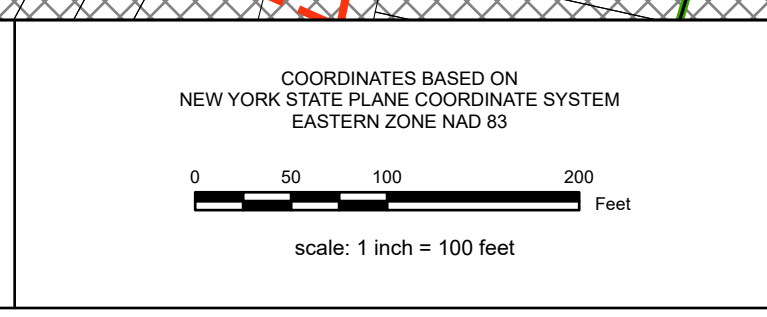 COORDINATES BASED ON
NEW YORK STATE PLANE COORDINATE SYSTEM
EASTERN ZONE NAD 83
0 50 100 200
Feet
scale: 1 inch = 100 feet